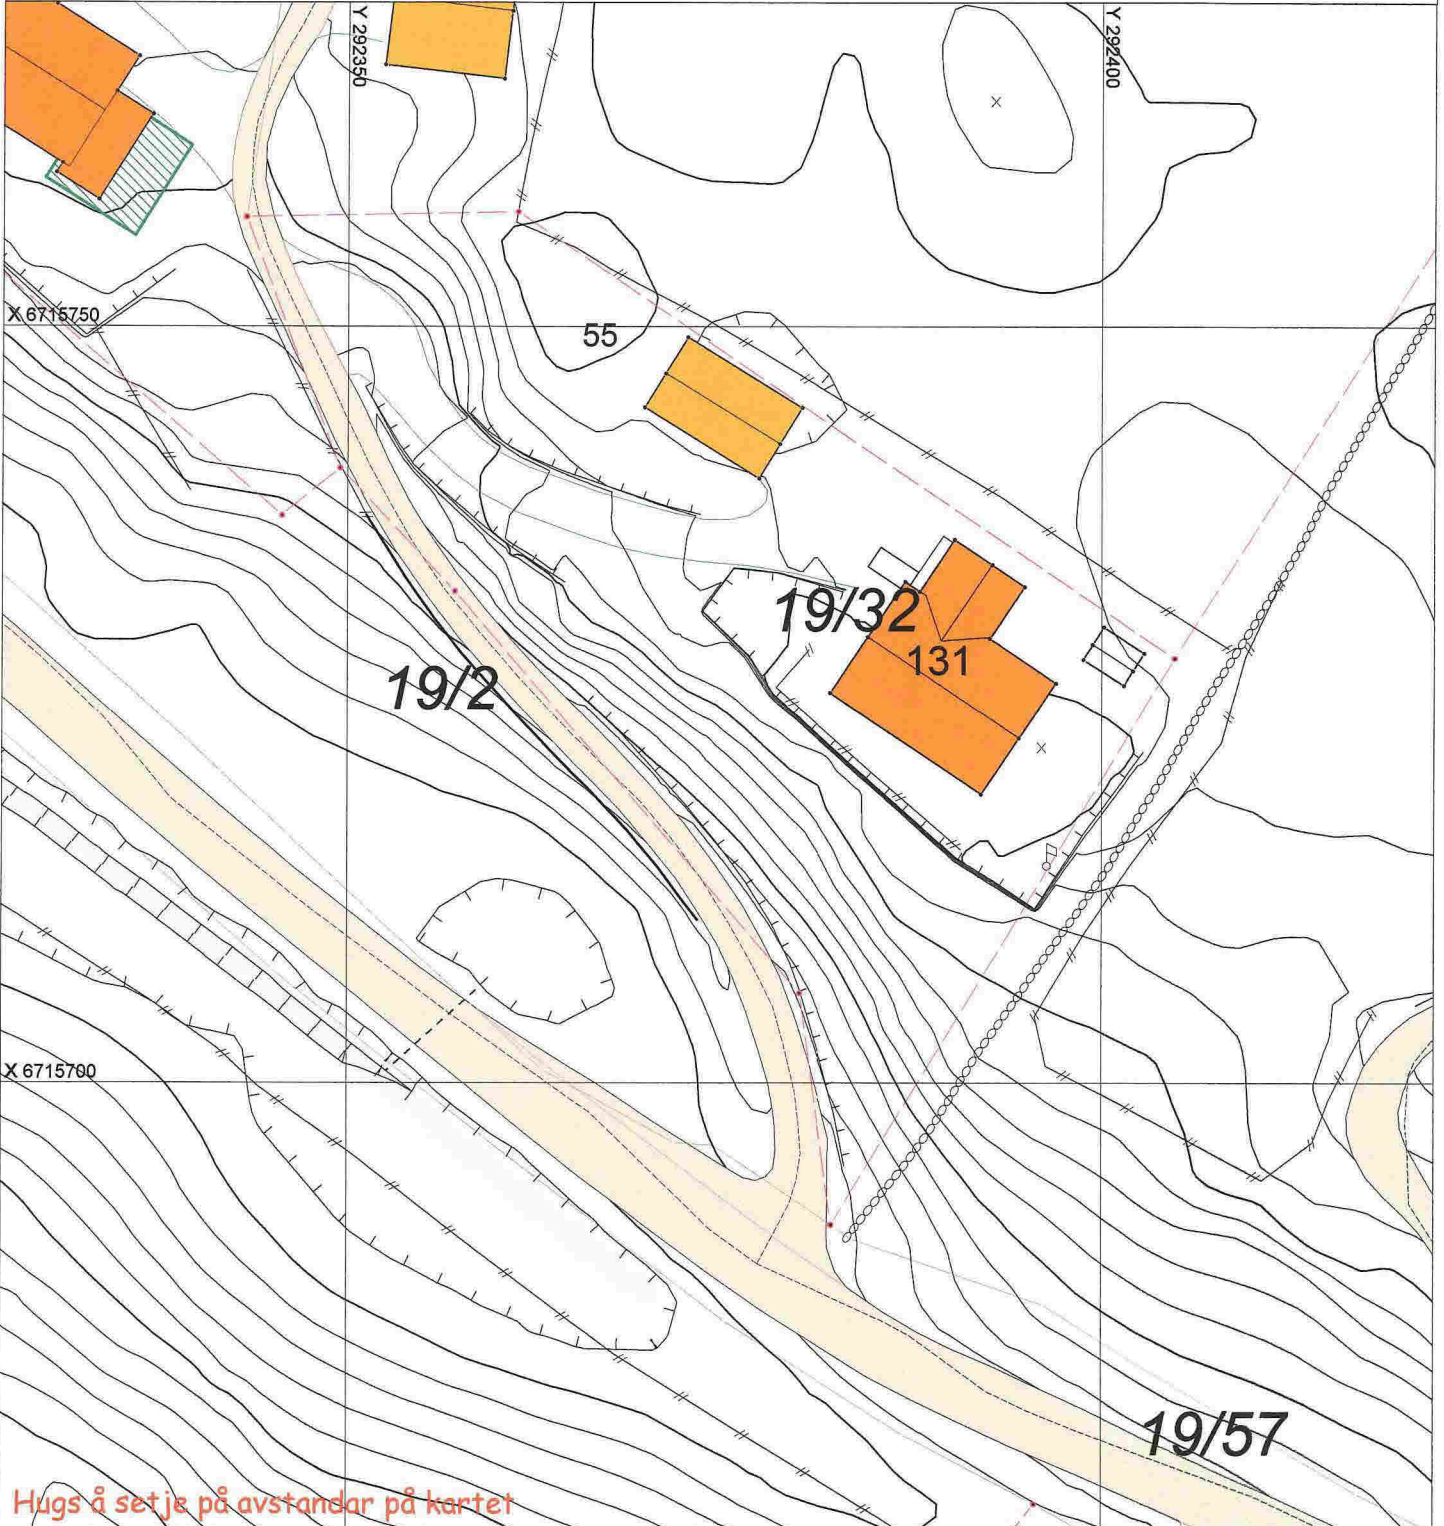 Y 292350
Y 292400
X 6715750
55
19/32
131
19/2
X 6715700
19/57
Hugs å setje på avstandar på kartet